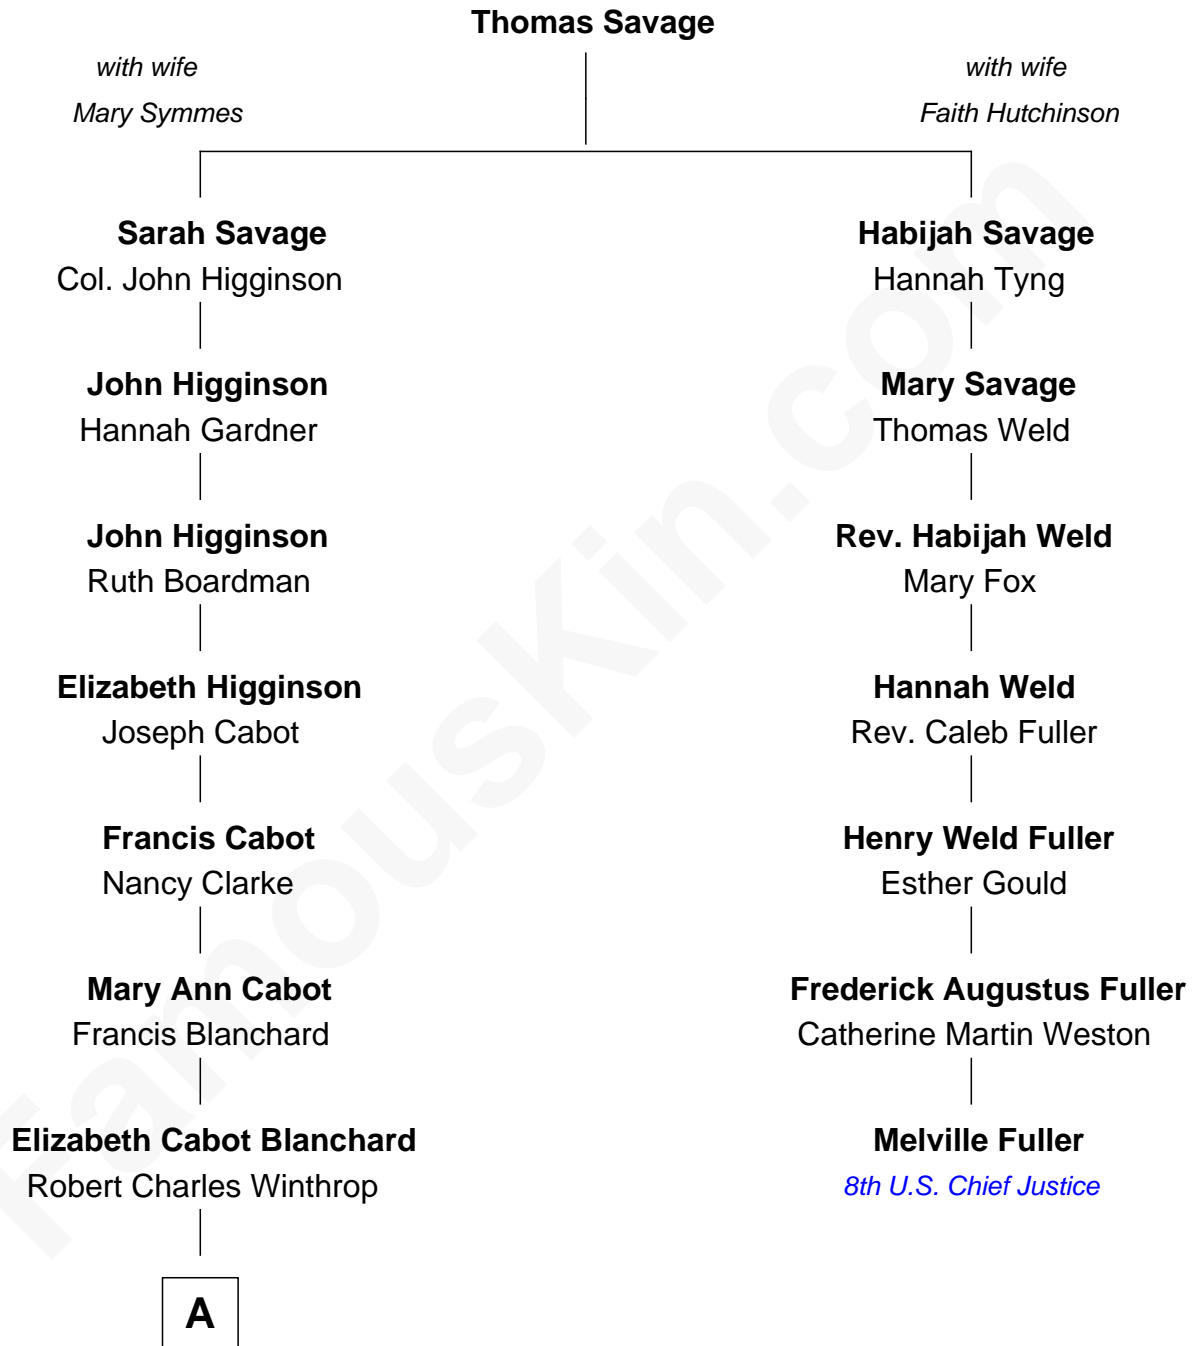 Thomas Savage
with wife
Mary Symmes
with wife
Faith Hutchinson
Sarah Savage
Col. John Higginson
Habijah Savage
Hannah Tyng
John Higginson
Hannah Gardner
Mary Savage
Thomas Weld
John Higginson
Ruth Boardman
Rev. Habijah Weld
Mary Fox
Elizabeth Higginson
Joseph Cabot
Hannah Weld
Rev. Caleb Fuller
Francis Cabot
Nancy Clarke
Henry Weld Fuller
Esther Gould
Mary Ann Cabot
Francis Blanchard
Frederick Augustus Fuller
Catherine Martin Weston
Elizabeth Cabot Blanchard
Robert Charles Winthrop
Melville Fuller
8th U.S. Chief Justice
A
FamousKin.com